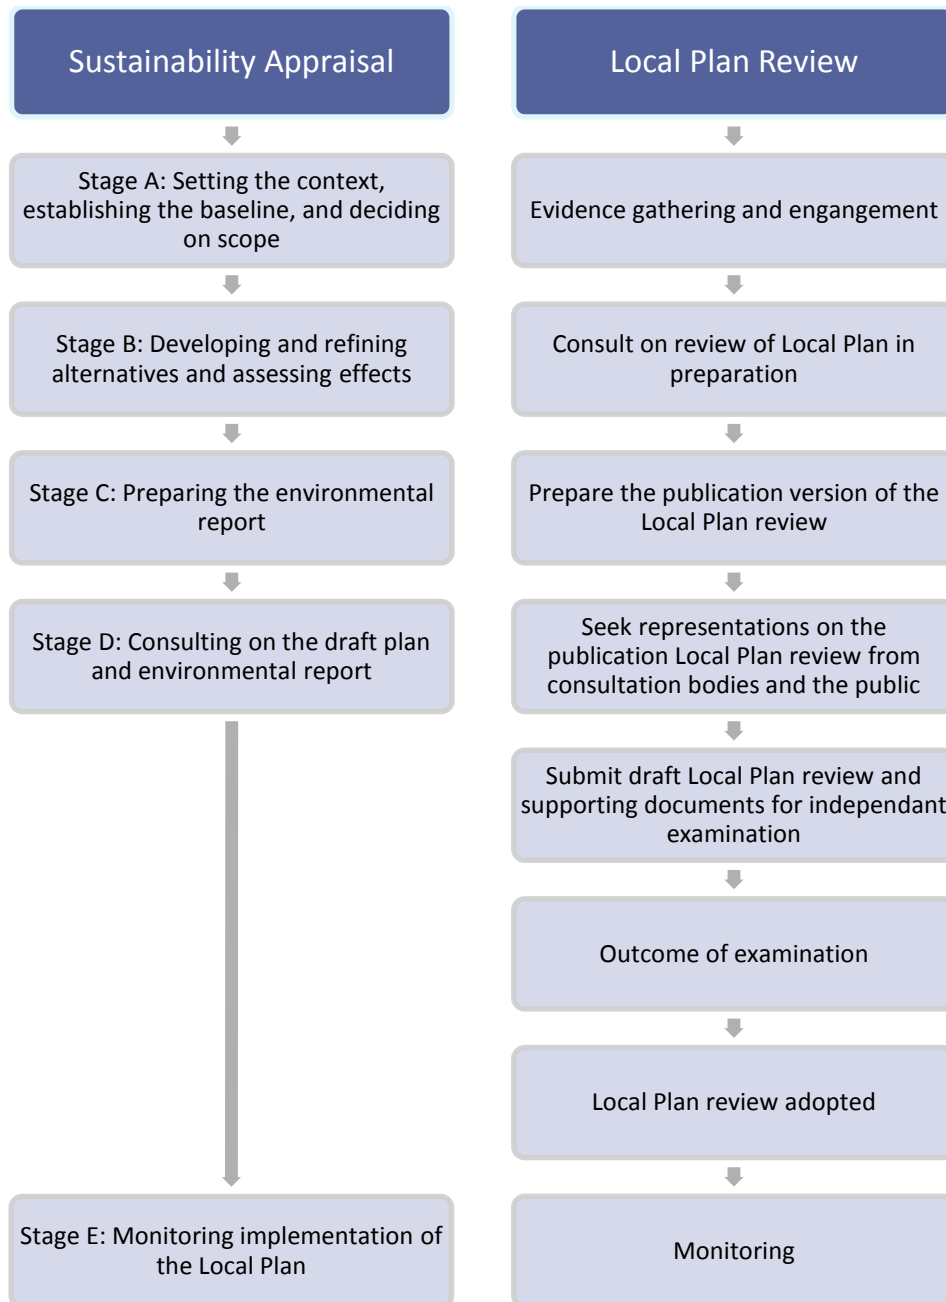 Sustainability Appraisal
Stage A: Setting the context,
establishing the baseline, and deciding
on scope
Stage B: Developing and refining
alternatives and assessing effects
Stage C: Preparing the environmental
report
Stage D: Consulting on the draft plan
and environmental report
Stage E: Monitoring implementation of
the Local Plan
Local Plan Review
Evidence gathering and engangement
Consult on review of Local Plan in
preparation
Prepare the publication version of the
Local Plan review
Seek representations on the
publication Local Plan review from
consultation bodies and the public
Submit draft Local Plan review and
supporting documents for independant
examination
Outcome of examination
Local Plan review adopted
Monitoring